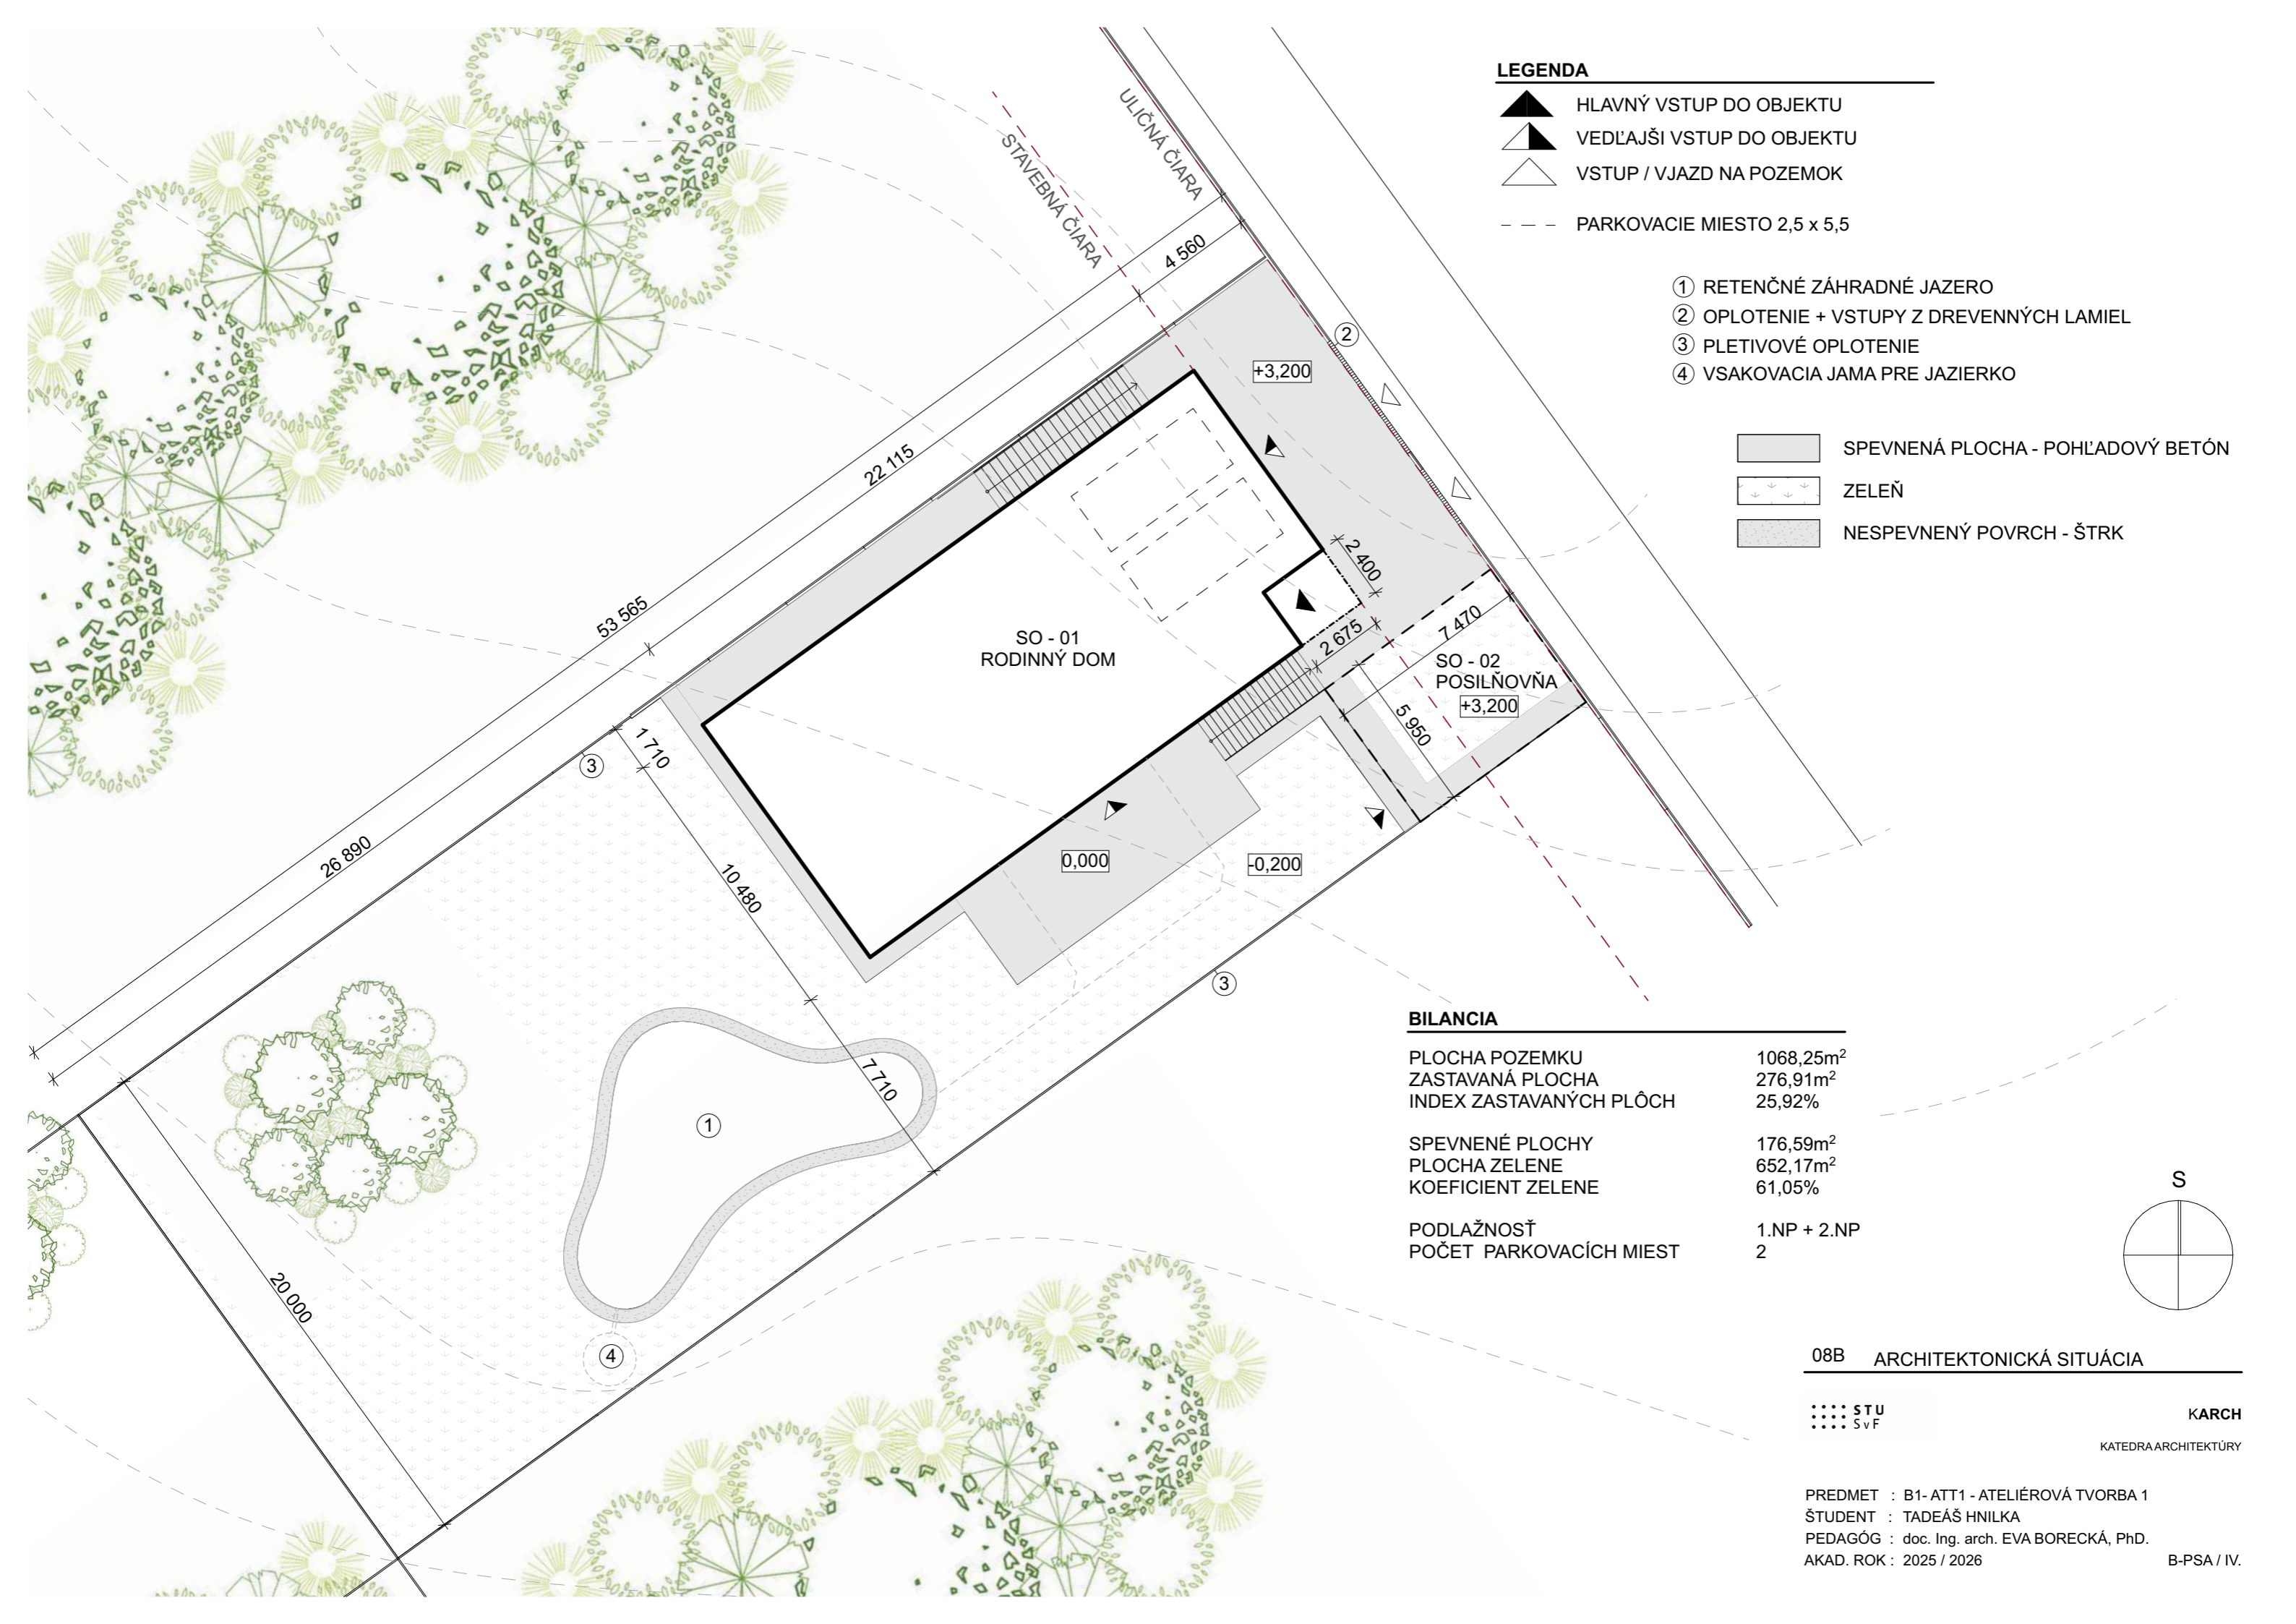 LEGENDA
HLAVNÝ VSTUP DO OBJEKTU
VEDĽAJŠI VSTUP DO OBJEKTU
VSTUP / VJAZD NA POZEMOK
PARKOVACIE MIESTO 2,5 x 5,5
1 RETENČNÉ ZÁHRADNÉ JAZERO
2 OPLOTENIE + VSTUPY Z DREVENNÝCH LAMIEL
3 PLETIVOVÉ OPLOTENIE
4 VSAKOVACIA JAMA PRE JAZIERKO
SPEVNENÁ PLOCHA - POHĽADOVÝ BETÓN
ZELEŇ
NESPEVNENÝ POVRCH - ŠTRK
ULIČNÁ ČIARA
STAVEBNÁ ČIARA
4 560
2
+3,200
22 115
53 565
26 890
2 400
2 675
7 470
SO - 01
RODINNÝ DOM
SO - 02
POSILŇOVŇA
+3,200
5 950
1 710
3
10 480
0,000
-0,200
3
7 710
1
20 000
4
BILANCIA
PLOCHA POZEMKU 1068,25m²
ZASTAVANÁ PLOCHA 276,91m²
INDEX ZASTAVANÝCH PLÔCH 25,92%
SPEVNENÉ PLOCHY 176,59m²
PLOCHA ZELENE 652,17m²
KOEFICIENT ZELENE 61,05%
PODLAŽNOSŤ 1.NP + 2.NP
POČET PARKOVACÍCH MIEST 2
S
08B ARCHITEKTONICKÁ SITUÁCIA
STU
SvF
KARCH
KATEDRA ARCHITEKTÚRY
PREDMET : B1- ATT1 - ATELIÉROVÁ TVORBA 1
ŠTUDENT : TADEÁŠ HNILKA
PEDAGÓG : doc. Ing. arch. EVA BORECKÁ, PhD.
AKAD. ROK : 2025 / 2026 B-PSA / IV.